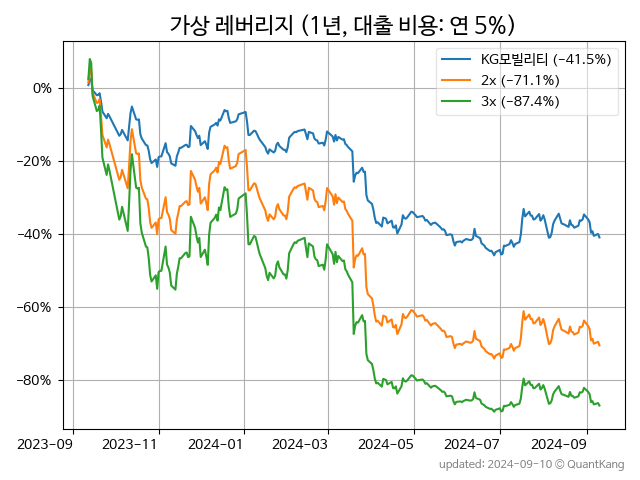 가상 레버리지 (1년, 대출 비용: 연 5%)
KG모빌리티 (−41.5%)
2x (−71.1%)
3x (−87.4%)
0%
−20%
−40%
−60%
−80%
2023-09 2023-11 2024-01 2024-03 2024-05 2024-07 2024-09
updated: 2024-09-10 © QuantKang